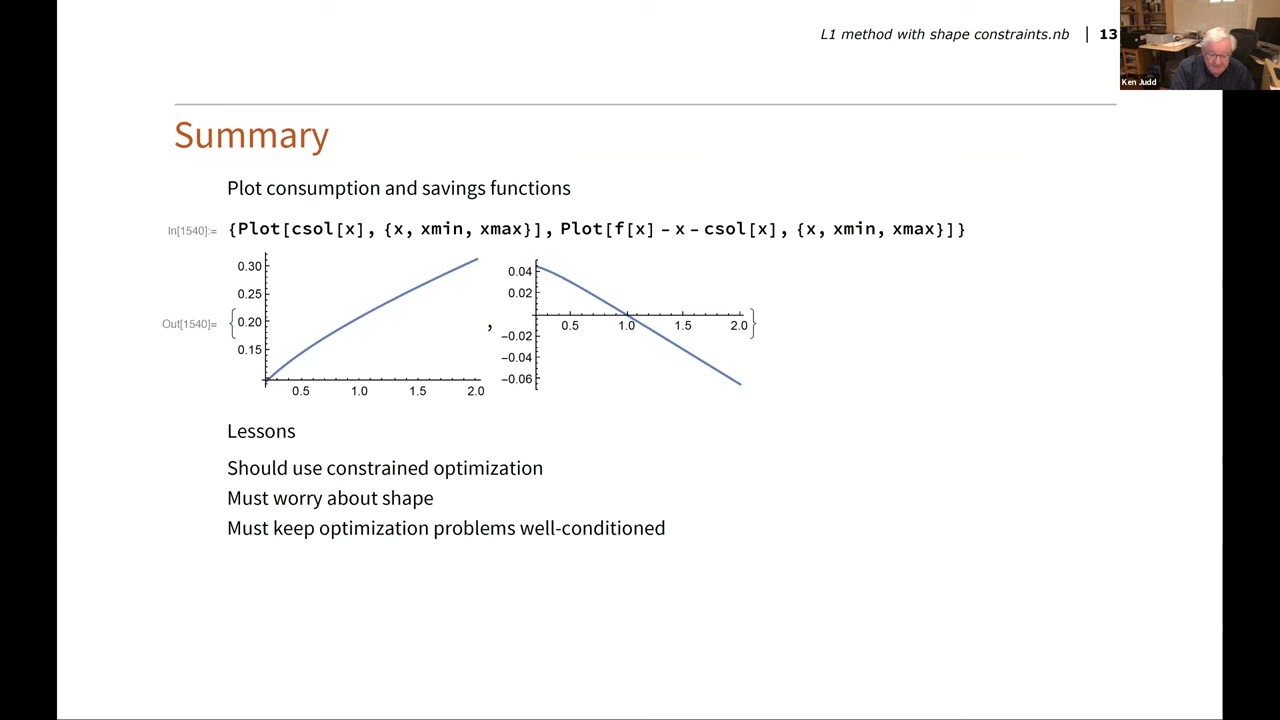 L1 method with shape constraints.nb | 13
Ken Judd
Summary
Plot consumption and savings functions
In[1540]:= {Plot[csol[x], {x, xmin, xmax}], Plot[f[x] - x - csol[x], {x, xmin, xmax}]}
0.30
0.25
0.20
0.15
0.5 1.0 1.5 2.0
Out[1540]= { , }
0.04
0.02
0.5 1.0 1.5 2.0
-0.02
-0.04
-0.06
Lessons
Should use constrained optimization
Must worry about shape
Must keep optimization problems well-conditioned